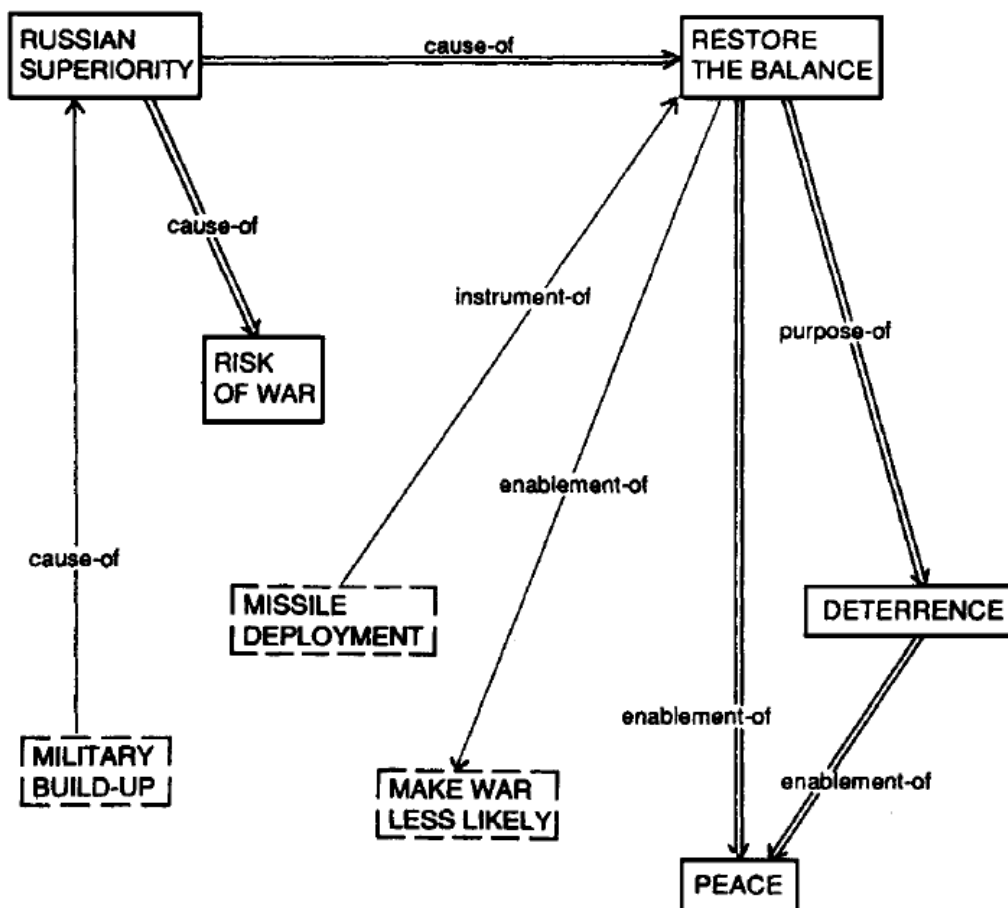 RUSSIAN
SUPERIORITY
cause-of
RESTORE
THE BALANCE
cause-of
instrument-of
purpose-of
RISK
OF WAR
enablement-of
cause-of
MISSILE
DEPLOYMENT
DETERRENCE
enablement-of
MILITARY
BUILD-UP
MAKE WAR
LESS LIKELY
enablement-of
PEACE